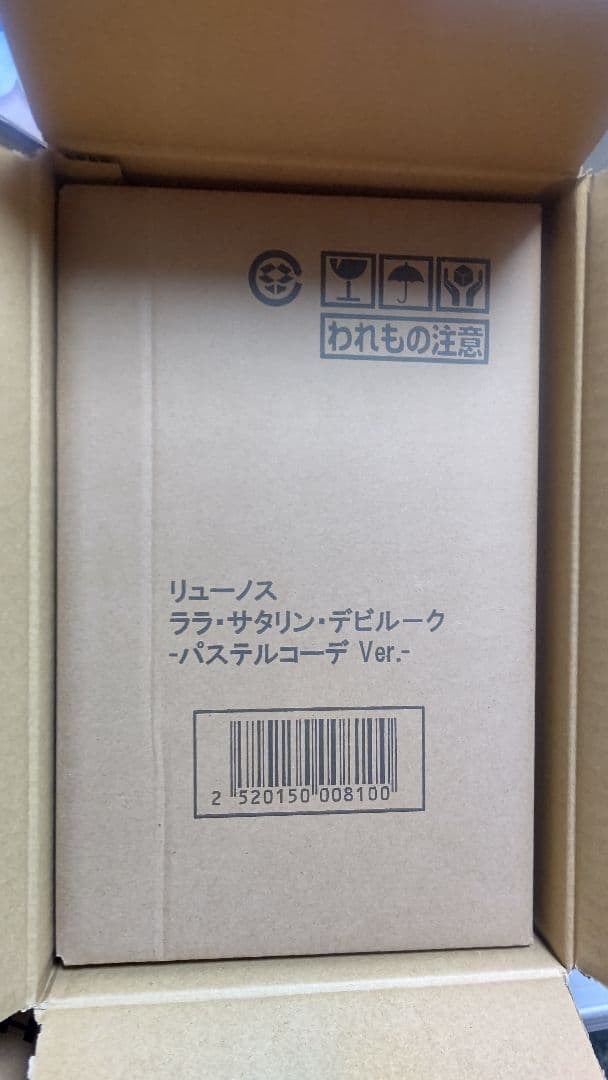 われもの注意
リューノス
ララ・サタリン・デビルーク
-パステルコーデ Ver.-
2 520150 008100